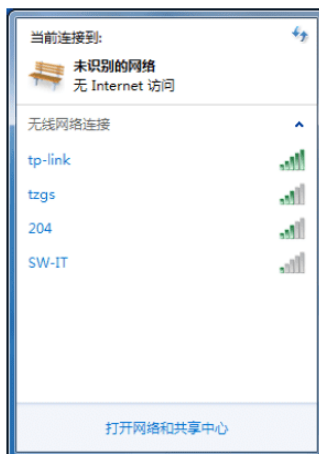 当前连接到:
未识别的网络
无 Internet 访问
无线网络连接
tp-link
tzgs
204
SW-IT
打开网络和共享中心